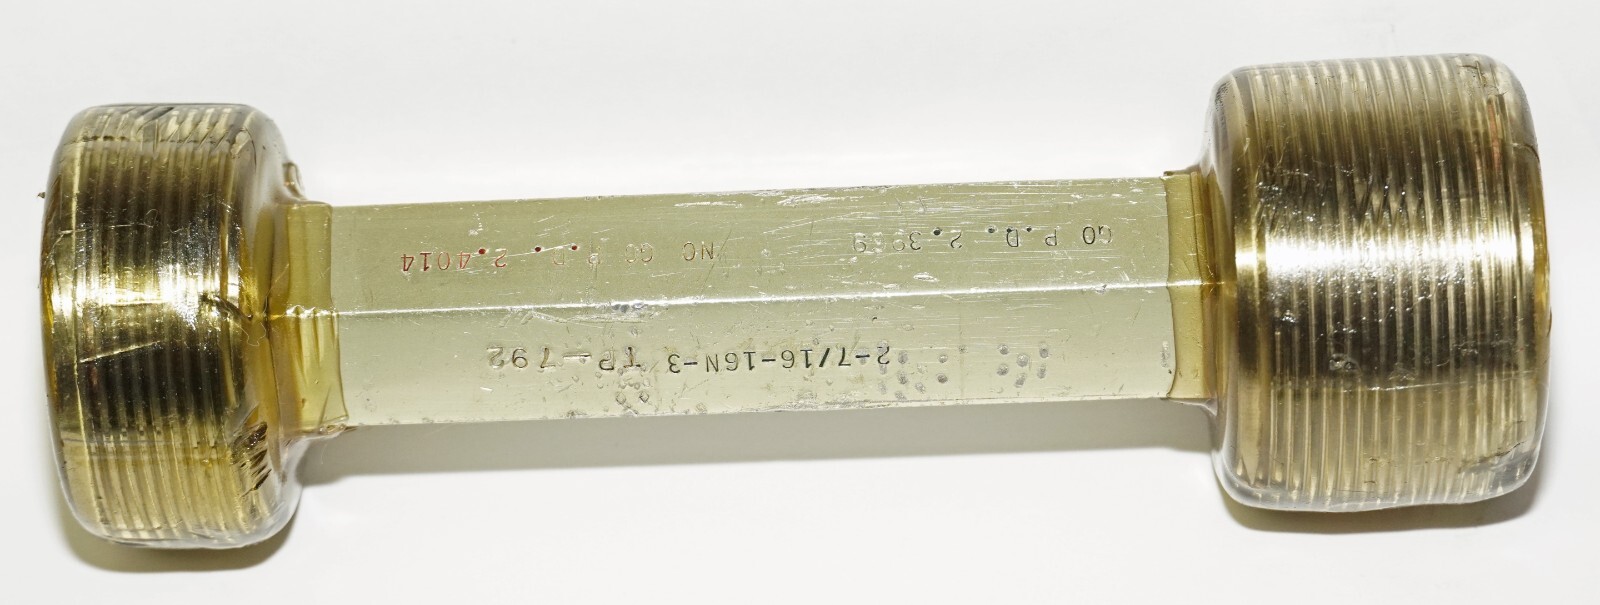 2-7/16-16N-3 TP-792
GO P.D. 2.3969 NO GO P.D. 2.4014